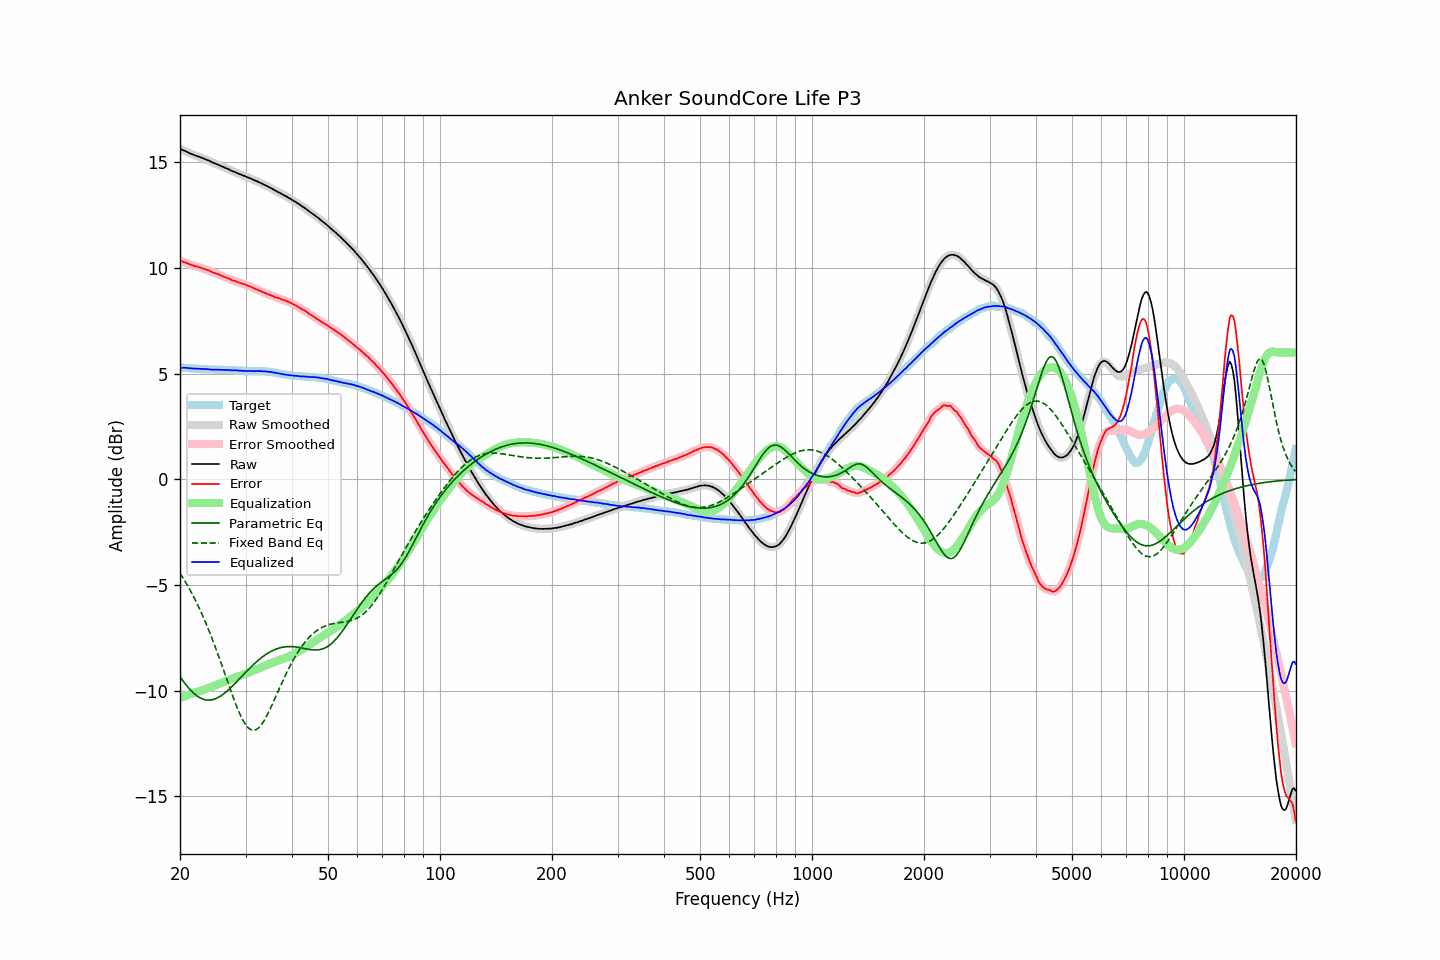 Anker SoundCore Life P3
Amplitude (dBr)
15
10
5
0
−5
−10
−15
Target
Raw Smoothed
Error Smoothed
Raw
Error
Equalization
Parametric Eq
Fixed Band Eq
Equalized
20 50 100 200 500 1000 2000 5000 10000 20000
Frequency (Hz)